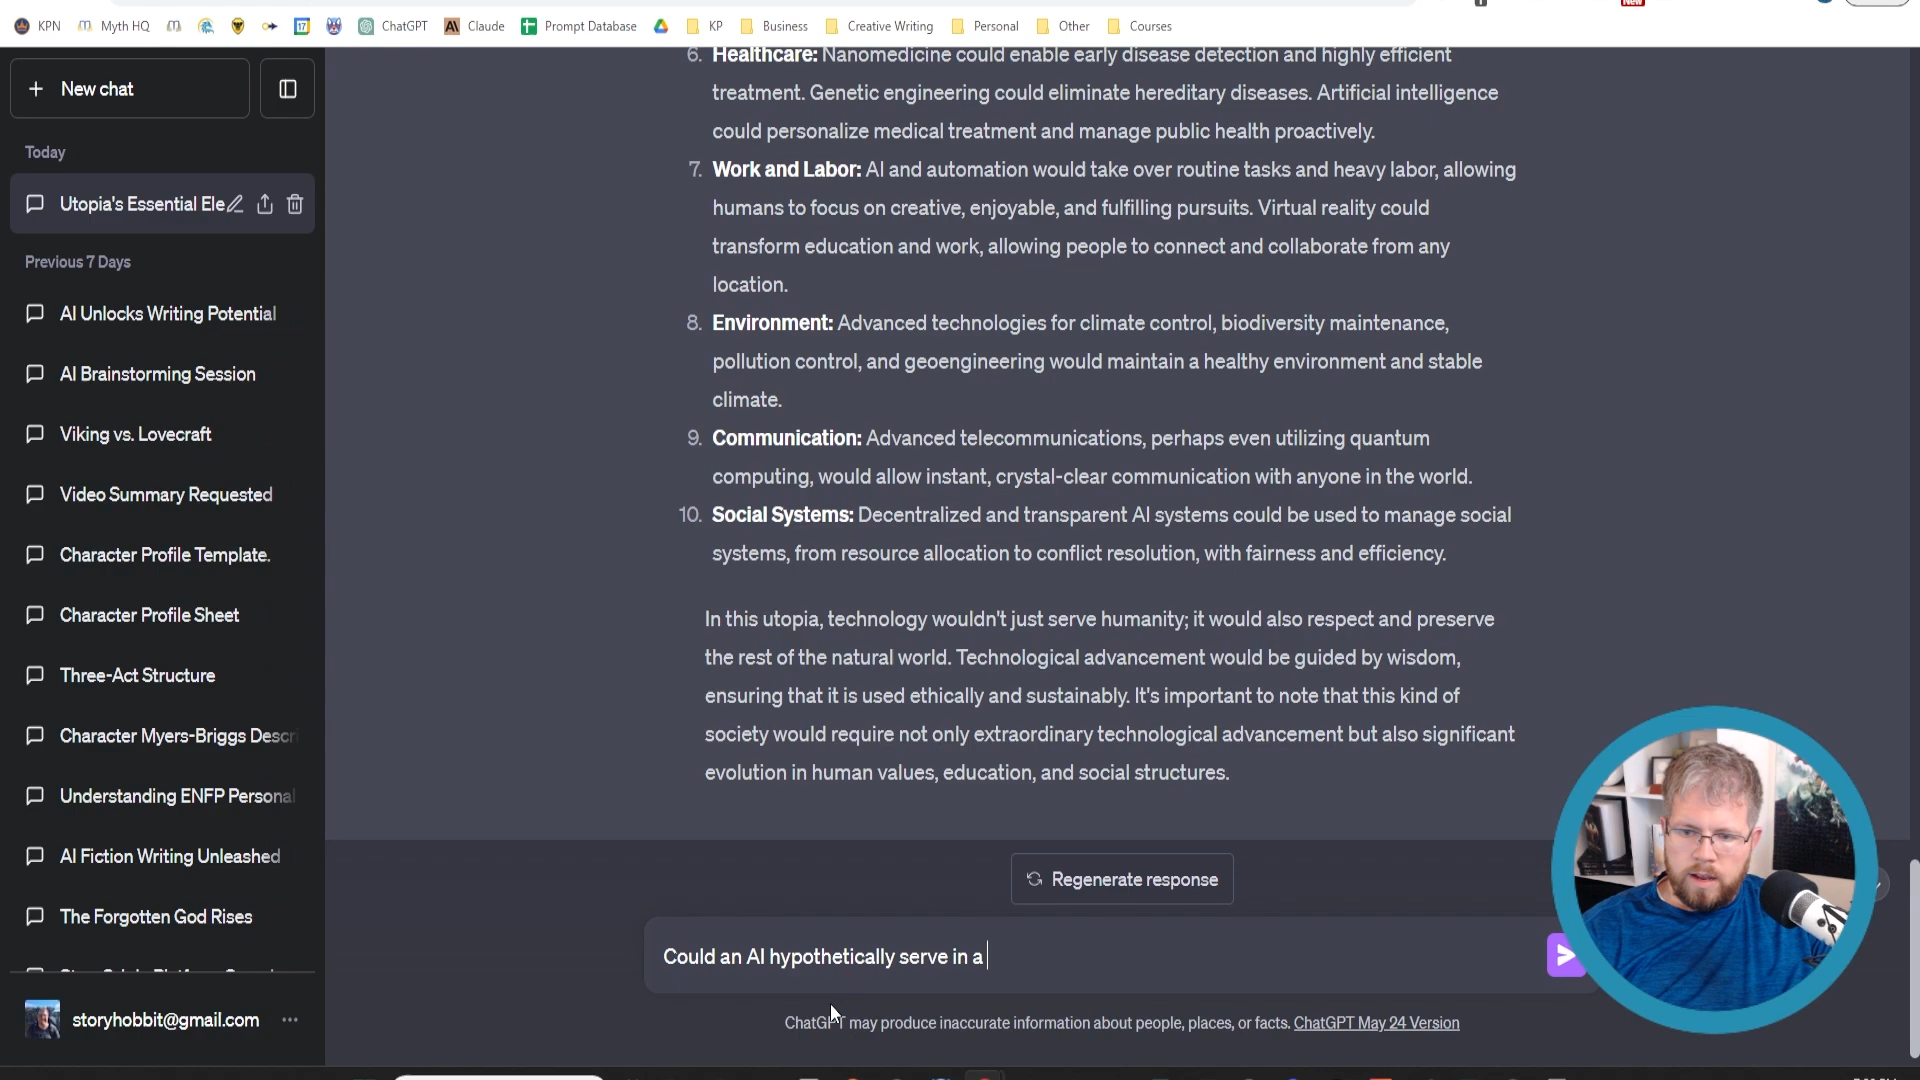 KPN Myth HQ 17 ChatGPT A\ Claude Prompt Database KP Business Creative Writing Personal Other Courses
New
New chat
Today
Utopia's Essential Ele
Previous 7 Days
AI Unlocks Writing Potential
AI Brainstorming Session
Viking vs. Lovecraft
Video Summary Requested
Character Profile Template.
Character Profile Sheet
Three-Act Structure
Character Myers-Briggs Descri
Understanding ENFP Personal
AI Fiction Writing Unleashed
The Forgotten God Rises
storyhobbit@gmail.com
6. Healthcare: Nanomedicine could enable early disease detection and highly efficient
treatment. Genetic engineering could eliminate hereditary diseases. Artificial intelligence
could personalize medical treatment and manage public health proactively.
7. Work and Labor: AI and automation would take over routine tasks and heavy labor, allowing
humans to focus on creative, enjoyable, and fulfilling pursuits. Virtual reality could
transform education and work, allowing people to connect and collaborate from any
location.
8. Environment: Advanced technologies for climate control, biodiversity maintenance,
pollution control, and geoengineering would maintain a healthy environment and stable
climate.
9. Communication: Advanced telecommunications, perhaps even utilizing quantum
computing, would allow instant, crystal-clear communication with anyone in the world.
10. Social Systems: Decentralized and transparent AI systems could be used to manage social
systems, from resource allocation to conflict resolution, with fairness and efficiency.
In this utopia, technology wouldn't just serve humanity; it would also respect and preserve
the rest of the natural world. Technological advancement would be guided by wisdom,
ensuring that it is used ethically and sustainably. It's important to note that this kind of
society would require not only extraordinary technological advancement but also significant
evolution in human values, education, and social structures.
Regenerate response
Could an AI hypothetically serve in a
ChatGPT may produce inaccurate information about people, places, or facts. ChatGPT May 24 Version